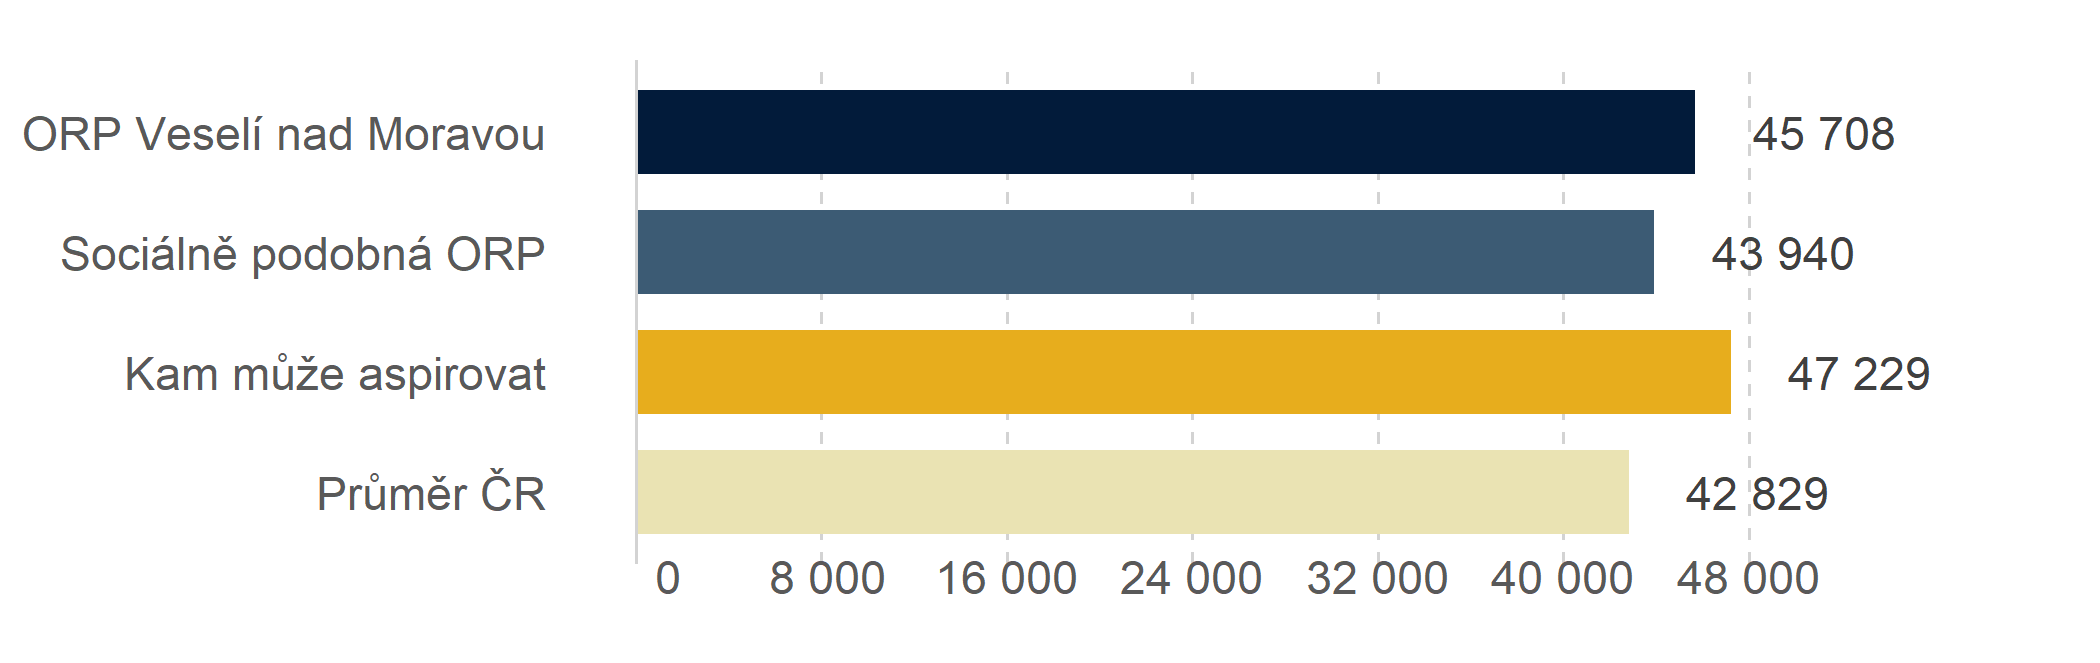 ORP Veselí nad Moravou 45 708
Sociálně podobná ORP 43 940
Kam může aspirovat 47 229
Průměr ČR 42 829
0 8 000 16 000 24 000 32 000 40 000 48 000